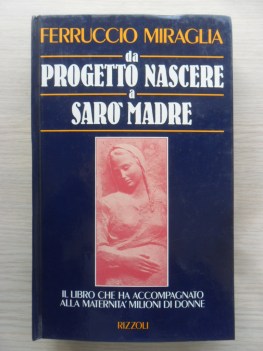 FERRUCCIO MIRAGLIA
da
PROGETTO NASCERE
a
SARO' MADRE
IL LIBRO CHE HA ACCOMPAGNATO
ALLA MATERNITA' MILIONI DI DONNE
RIZZOLI